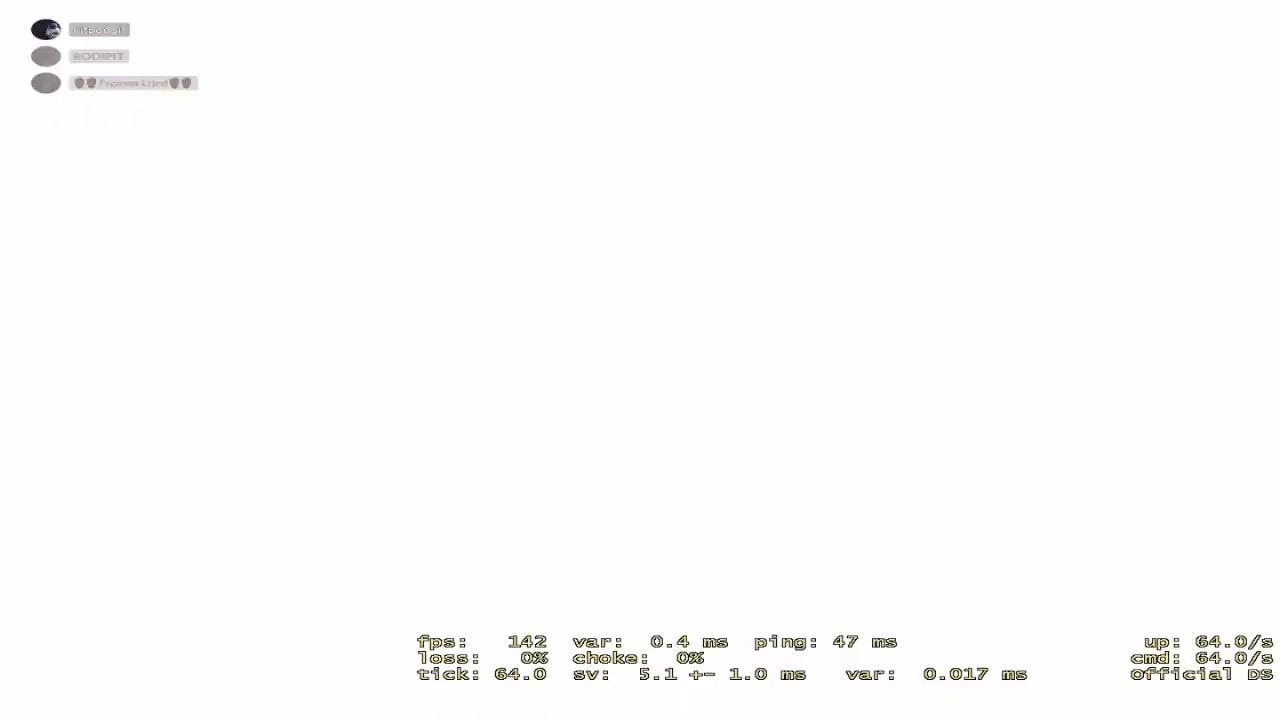 RODIPIT
fps: 142 var: 0.4 ms ping: 47 ms up: 64.0/s
loss: 0% choke: 0% cmd: 64.0/s
tick: 64.0 sv: 5.1 +- 1.0 ms var: 0.017 ms Official DS